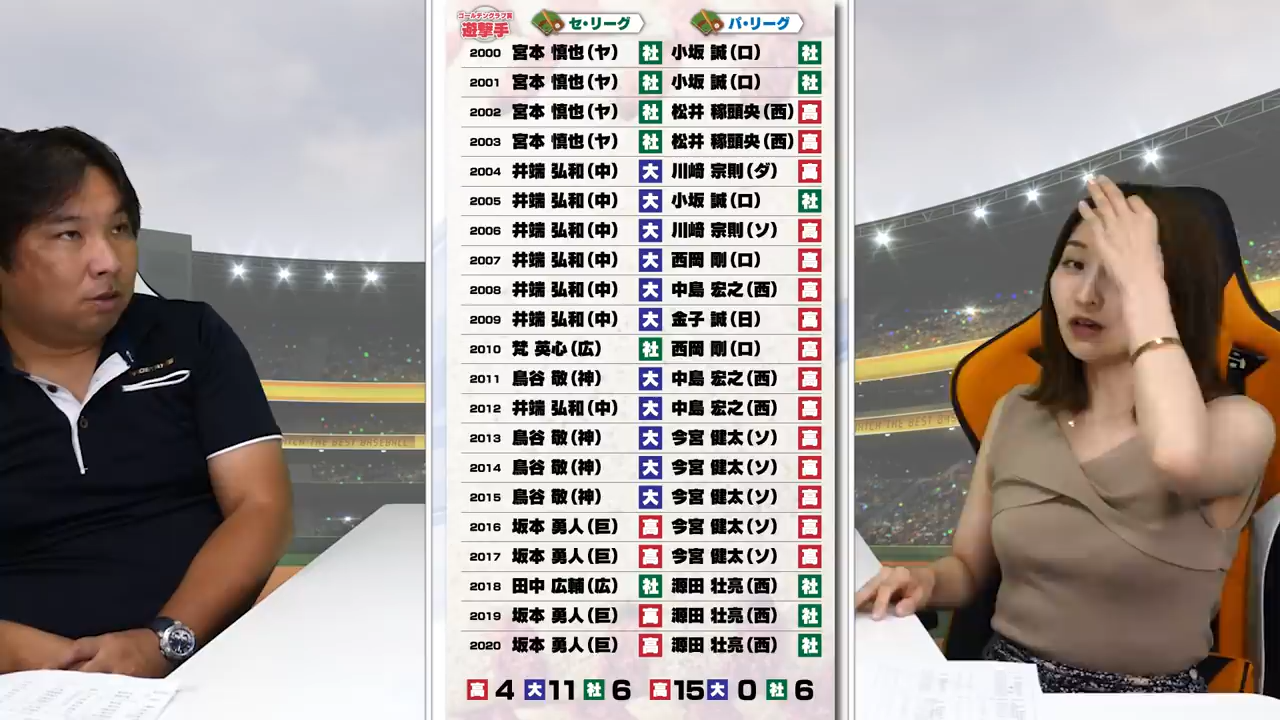 ゴールデングラブ賞
遊撃手
セ・リーグ パ・リーグ
2000 宮本 慎也(ヤ) 社 小坂 誠(ロ) 社
2001 宮本 慎也(ヤ) 社 小坂 誠(ロ) 社
2002 宮本 慎也(ヤ) 社 松井 稼頭央(西) 高
2003 宮本 慎也(ヤ) 社 松井 稼頭央(西) 高
2004 井端 弘和(中) 大 川﨑 宗則(ダ) 高
2005 井端 弘和(中) 大 小坂 誠(ロ) 社
2006 井端 弘和(中) 大 川﨑 宗則(ソ) 高
2007 井端 弘和(中) 大 西岡 剛(ロ) 高
2008 井端 弘和(中) 大 中島 宏之(西) 高
2009 井端 弘和(中) 大 金子 誠(日) 高
2010 梵 英心(広) 社 西岡 剛(ロ) 高
2011 鳥谷 敬(神) 大 中島 宏之(西) 高
2012 井端 弘和(中) 大 中島 宏之(西) 高
2013 鳥谷 敬(神) 大 今宮 健太(ソ) 高
2014 鳥谷 敬(神) 大 今宮 健太(ソ) 高
2015 鳥谷 敬(神) 大 今宮 健太(ソ) 高
2016 坂本 勇人(巨) 高 今宮 健太(ソ) 高
2017 坂本 勇人(巨) 高 今宮 健太(ソ) 高
2018 田中 広輔(広) 社 源田 壮亮(西) 社
2019 坂本 勇人(巨) 高 源田 壮亮(西) 社
2020 坂本 勇人(巨) 高 源田 壮亮(西) 社
高 4 大 11 社 6 高 15 大 0 社 6
THE BEST BASEBALL
THE BEST BASEBALL